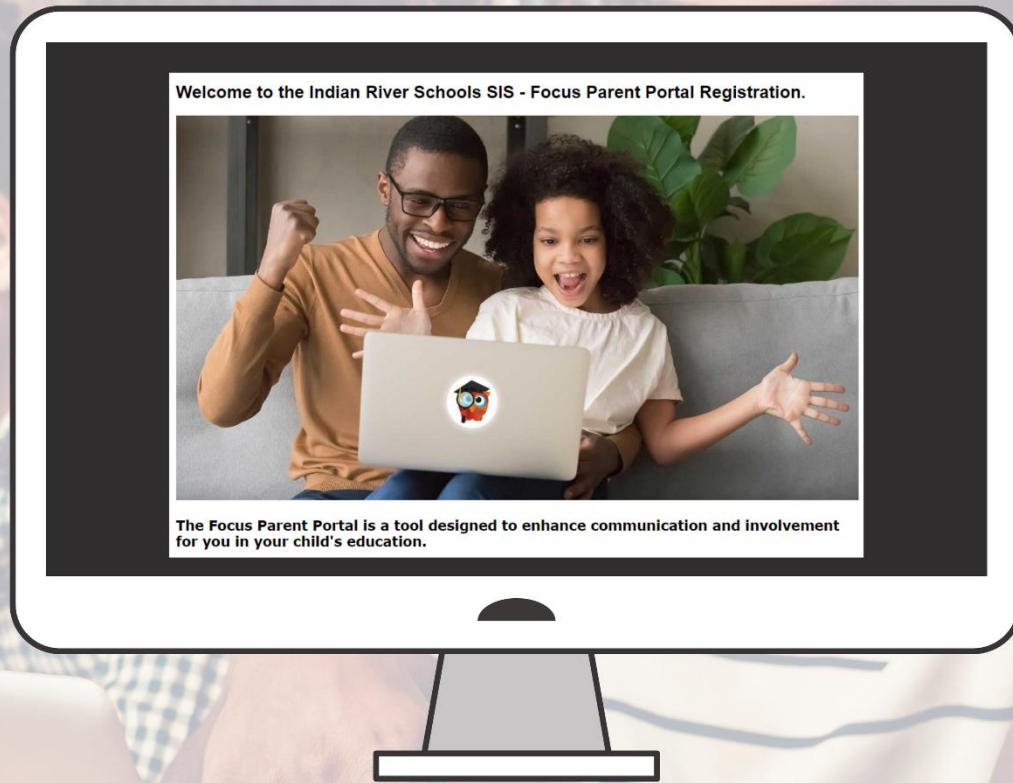 Welcome to the Indian River Schools SIS - Focus Parent Portal Registration.
The Focus Parent Portal is a tool designed to enhance communication and involvement
for you in your child's education.